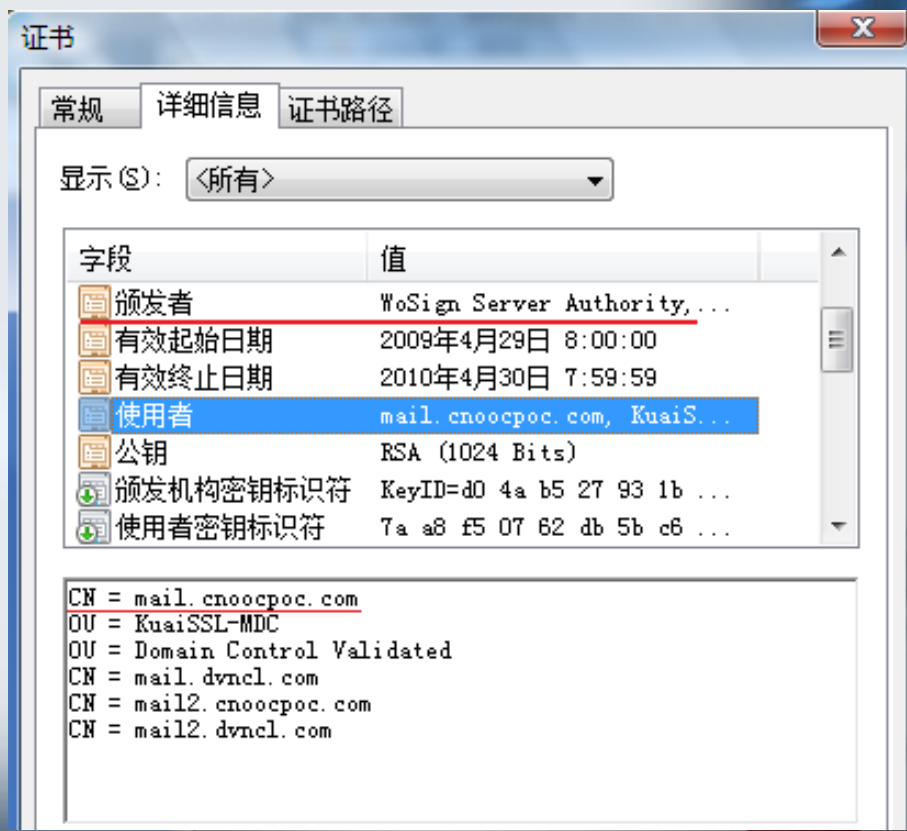 证书
常规 详细信息 证书路径
显示(S): <所有>
字段 值
颁发者 WoSign Server Authority,...
有效起始日期 2009年4月29日 8:00:00
有效终止日期 2010年4月30日 7:59:59
使用者 mail.cnoocpoc.com, KuaiS...
公钥 RSA (1024 Bits)
颁发机构密钥标识符 KeyID=d0 4a b5 27 93 1b ...
使用者密钥标识符 7a a8 f5 07 62 db 5b c6 ...
CN = mail.cnoocpoc.com
OU = KuaiSSL-MDC
OU = Domain Control Validated
CN = mail.dvncl.com
CN = mail2.cnoocpoc.com
CN = mail2.dvncl.com